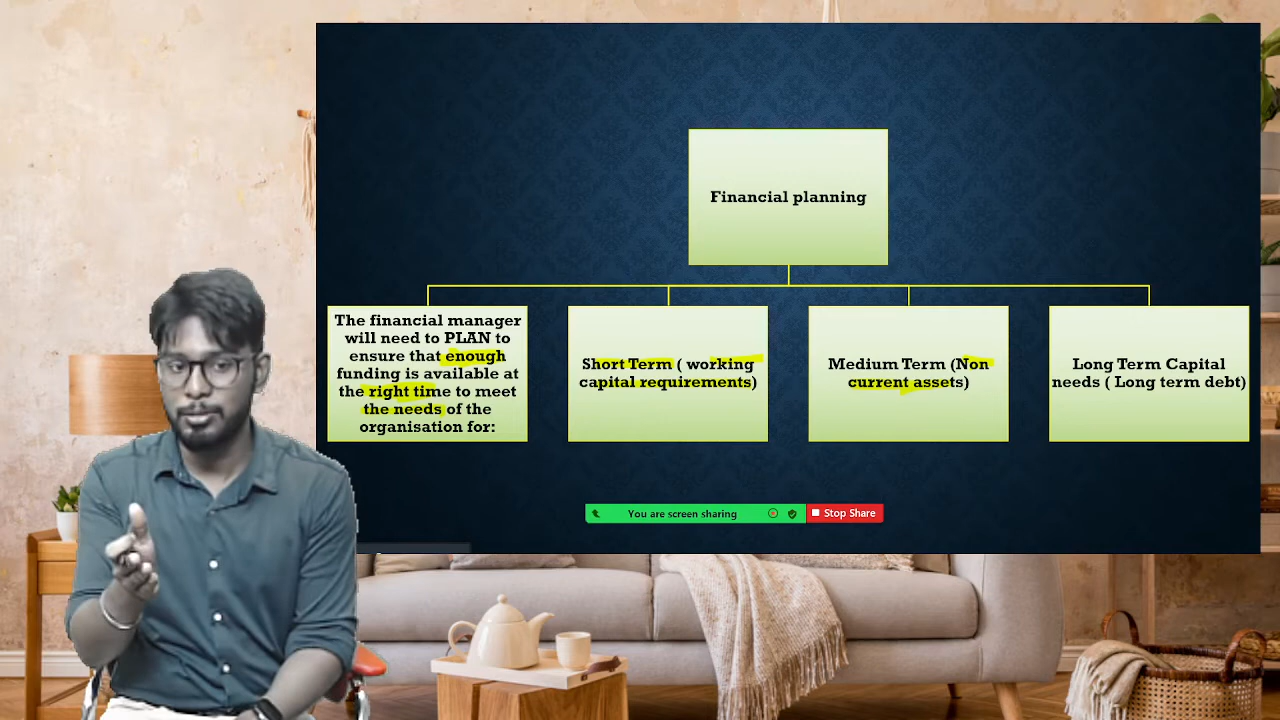 Financial planning
The financial manager
will need to PLAN to
ensure that enough
funding is available at
the right time to meet
the needs of the
organisation for:
Short Term ( working
capital requirements)
Medium Term (Non
current assets)
Long Term Capital
needs ( Long term debt)
You are screen sharing
Stop Share